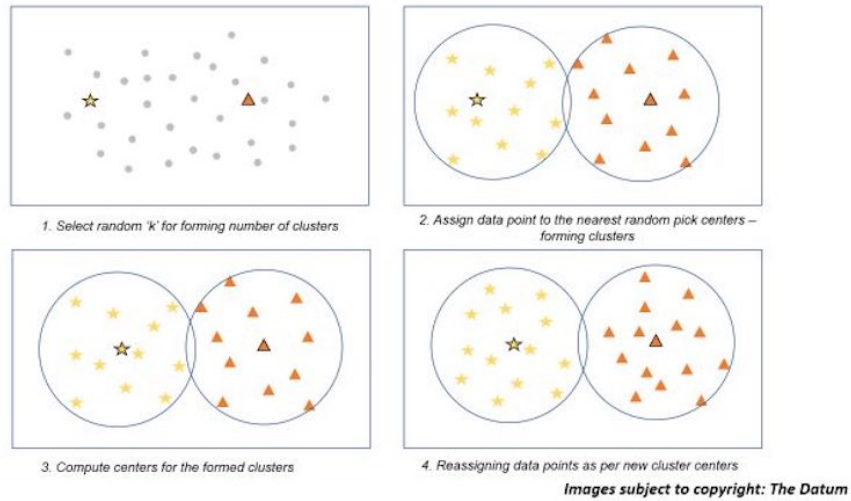 1. Select random ‘k’ for forming number of clusters
2. Assign data point to the nearest random pick centers –
forming clusters
3. Compute centers for the formed clusters
4. Reassigning data points as per new cluster centers
Images subject to copyright: The Datum